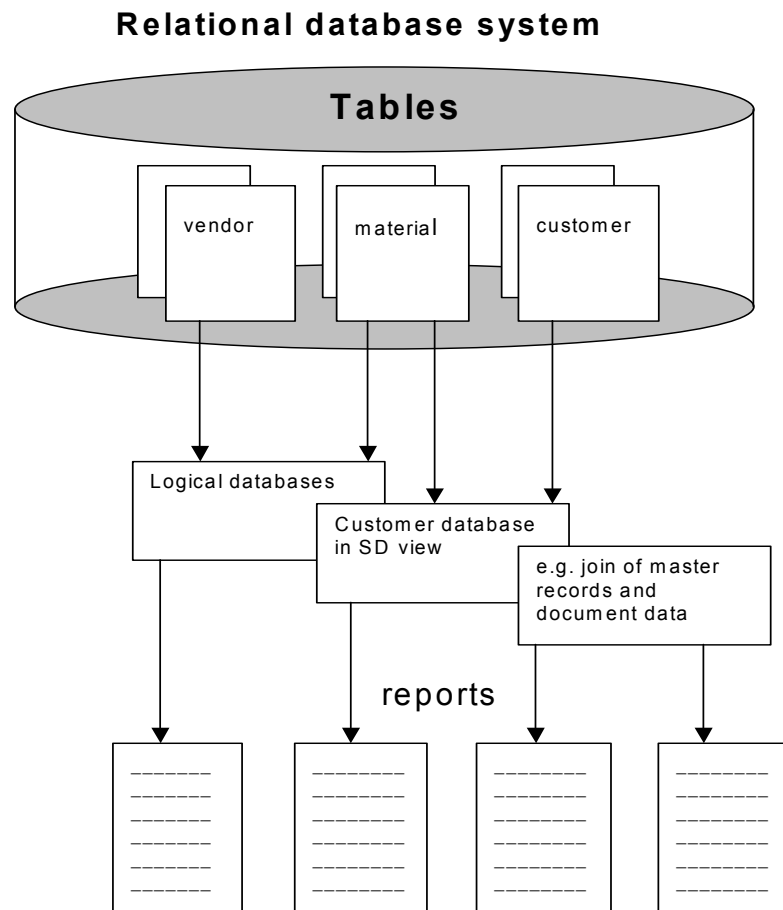 Relational database system
Tables
vendor
material
customer
Logical databases
Customer database
in SD view
e.g. join of master
records and
document data
reports